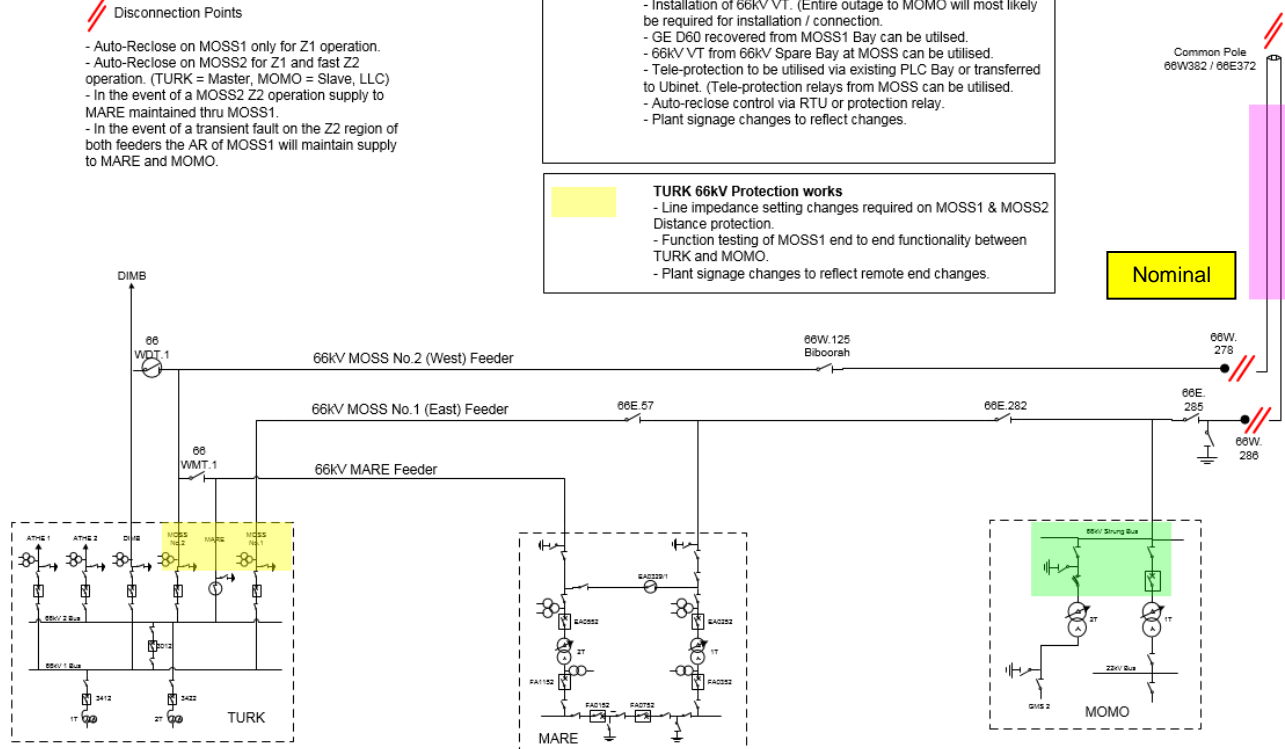 Disconnection Points
- Auto-Reclose on MOSS1 only for Z1 operation.
- Auto-Reclose on MOSS2 for Z1 and fast Z2
operation. (TURK = Master, MOMO = Slave, LLC)
- In the event of a MOSS2 Z2 operation supply to
MARE maintained thru MOSS1.
- In the event of a transient fault on the Z2 region of
both feeders the AR of MOSS1 will maintain supply
to MARE and MOMO.
- Installation of 66kV VT. (Entire outage to MOMO will most likely
be required for installation / connection.
- GE D60 recovered from MOSS1 Bay can be utilsed.
- 66kV VT from 66kV Spare Bay at MOSS can be utilised.
- Tele-protection to be utilised via existing PLC Bay or transferred
to Ubinet. (Tele-protection relays from MOSS can be utilised.
- Auto-reclose control via RTU or protection relay.
- Plant signage changes to reflect changes.
Common Pole
66W382 / 66E372
TURK 66kV Protection works
- Line impedance setting changes required on MOSS1 & MOSS2
Distance protection.
- Function testing of MOSS1 end to end functionality between
TURK and MOMO.
- Plant signage changes to reflect remote end changes.
Nominal
DIMB
66
WDT.1
66kV MOSS No.2 (West) Feeder
66W.125
Biboorah
66W.
278
66kV MOSS No.1 (East) Feeder
66E.57
66E.282
66E.
285
66W.
286
66
WMT.1
66kV MARE Feeder
ATHE 1
ATHE 2
DIMB
MOSS
No.2
MARE
MOSS
No.1
66kV 2 Bus
3012
66kV 1 Bus
3412
3422
1T
2T
TURK
EA0329/1
EA0552
EA0252
2T
1T
FA1152
FA0352
FA0152
FA0752
MARE
66kV Strung Bus
2T
1T
22kV Bus
GMS 2
MOMO